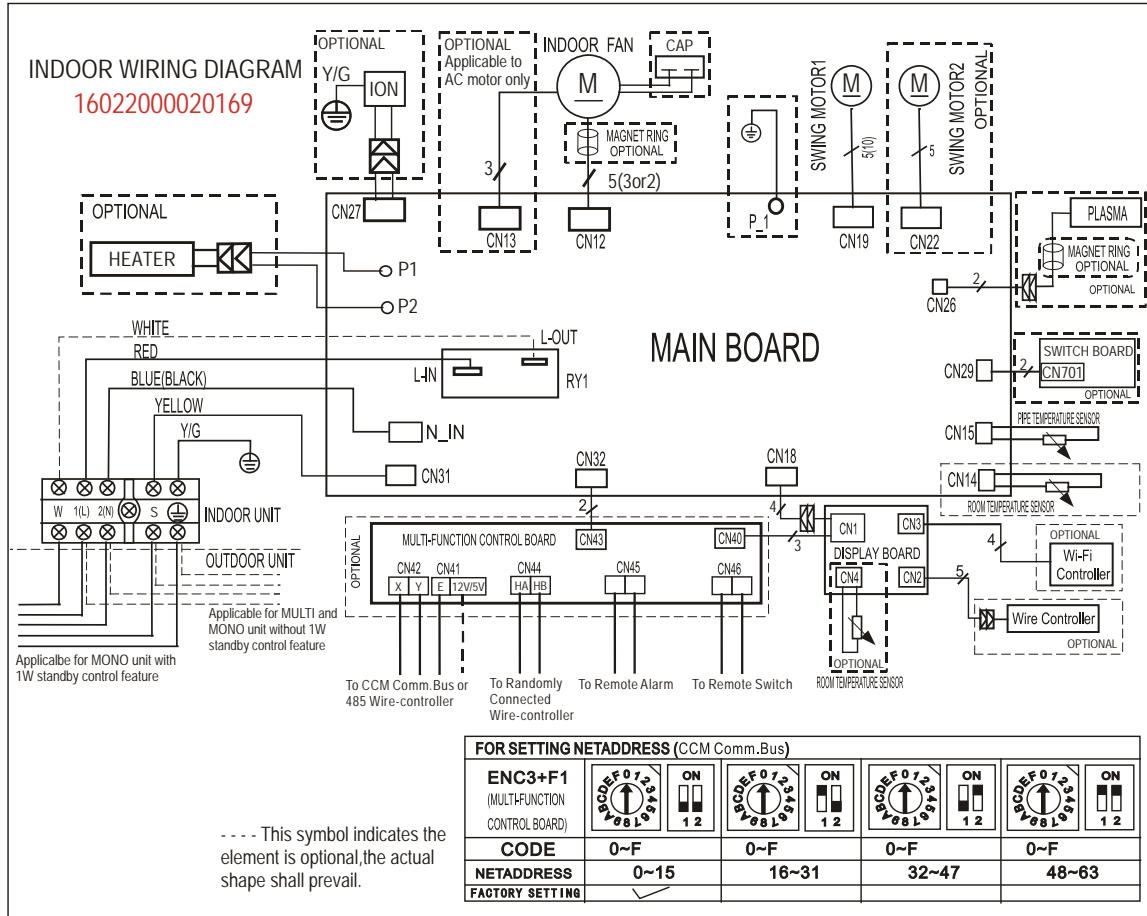 INDOOR WIRING DIAGRAM
16022000020169
OPTIONAL
Y/G
ION
CN27
OPTIONAL
Applicable to
AC motor only
3
CN13
INDOOR FAN
M
CAP
MAGNET RING
OPTIONAL
5(3or2)
CN12
P_1
SWING MOTOR1
M
5(10)
CN19
SWING MOTOR2
OPTIONAL
M
5
CN22
PLASMA
MAGNET RING
OPTIONAL
OPTIONAL
CN26
2
OPTIONAL
HEATER
P1
P2
MAIN BOARD
WHITE
RED
BLUE(BLACK)
YELLOW
Y/G
L-OUT
L-IN
RY1
N_IN
CN31
CN29
2
SWITCH BOARD
CN701
OPTIONAL
PIPE TEMPERATURE SENSOR
CN15
CN14
ROOM TEMPERATURE SENSOR
CN32
2
CN18
4
W 1(L) 2(N) S
INDOOR UNIT
OUTDOOR UNIT
Applicable for MULTI and
MONO unit without 1W
standby control feature
Applicalbe for MONO unit with
1W standby control feature
OPTIONAL
MULTI-FUNCTION CONTROL BOARD
CN43
CN40
3
CN42 CN41 CN44 CN45 CN46
X Y E 12V/5V HA HB
To CCM Comm.Bus or
485 Wire-controller
To Randomly
Connected
Wire-controller
To Remote Alarm
To Remote Switch
CN1
CN3
DISPLAY BOARD
CN4
CN2
OPTIONAL
ROOM TEMPERATURE SENSOR
4
OPTIONAL
Wi-Fi
Controller
5
Wire Controller
OPTIONAL
FOR SETTING NETADDRESS (CCM Comm.Bus)
ENC3+F1
(MULTI-FUNCTION
CONTROL BOARD)
0123456789ABCDEF
ON
1 2
0123456789ABCDEF
ON
1 2
0123456789ABCDEF
ON
1 2
0123456789ABCDEF
ON
1 2
CODE 0~F 0~F 0~F 0~F
NETADDRESS 0~15 16~31 32~47 48~63
FACTORY SETTING
- - - - This symbol indicates the
element is optional,the actual
shape shall prevail.